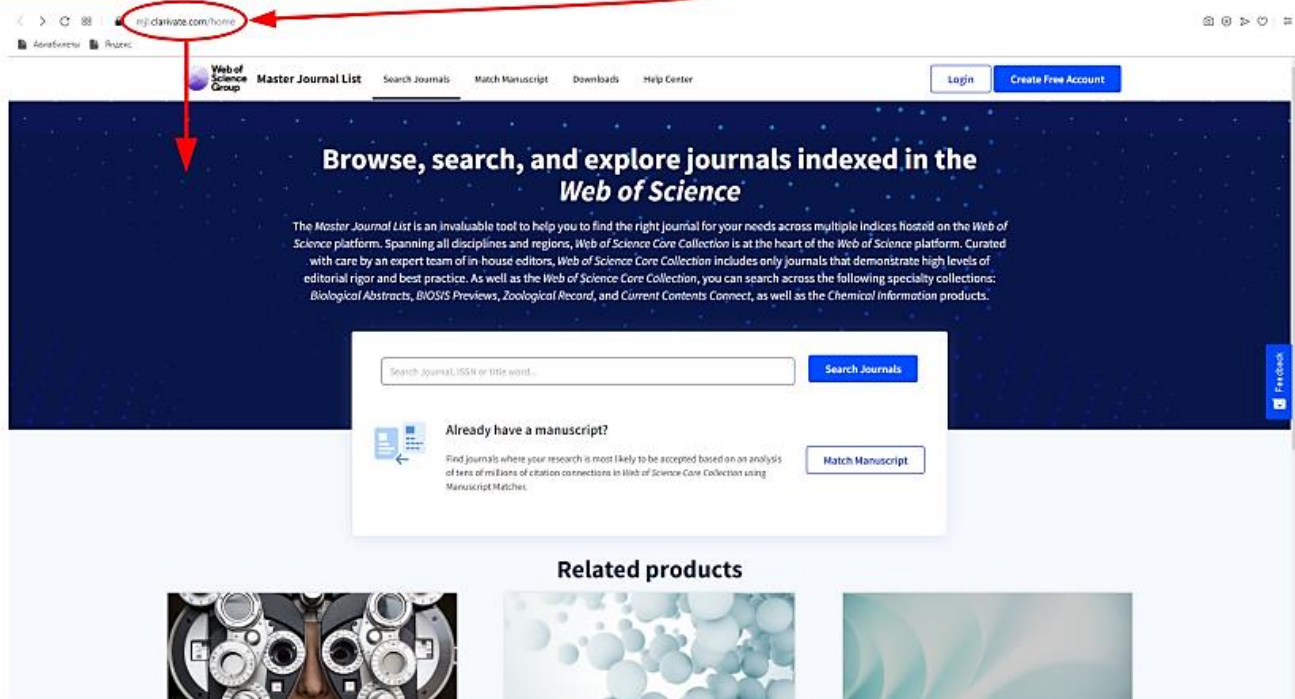 mjl.clarivate.com/home
Авиабилеты Яндекс
Web of
Science
Group
Master Journal List Search Journals Match Manuscript Downloads Help Center Login Create Free Account
Browse, search, and explore journals indexed in the
Web of Science
The Master Journal List is an invaluable tool to help you to find the right journal for your needs across multiple indices hosted on the Web of
Science platform. Spanning all disciplines and regions, Web of Science Core Collection is at the heart of the Web of Science platform. Curated
with care by an expert team of in-house editors, Web of Science Core Collection includes only journals that demonstrate high levels of
editorial rigor and best practice. As well as the Web of Science Core Collection, you can search across the following specialty collections:
Biological Abstracts, BIOSIS Previews, Zoological Record, and Current Contents Connect, as well as the Chemical Information products.
Search Journal, ISSN or title word... Search Journals
Feedback
Already have a manuscript?
Find journals where your research is most likely to be accepted based on an analysis
of tens of millions of citation connections in Web of Science Core Collection using
Manuscript Matcher.
Match Manuscript
Related products